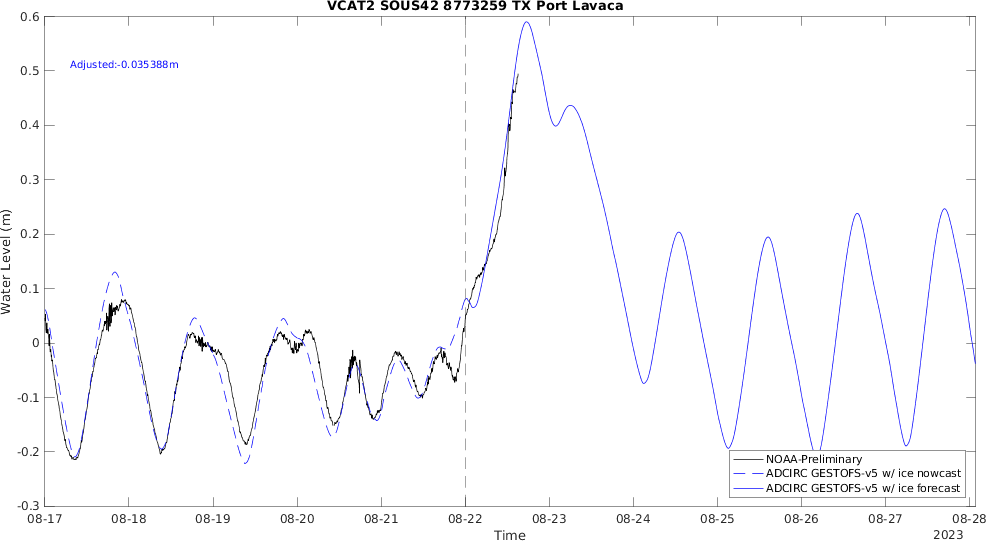 VCAT2 SOUS42 8773259 TX Port Lavaca
Adjusted:-0.035388m
Water Level (m)
0.6
0.5
0.4
0.3
0.2
0.1
0
-0.1
-0.2
-0.3
NOAA-Preliminary
ADCIRC GESTOFS-v5 w/ ice nowcast
ADCIRC GESTOFS-v5 w/ ice forecast
08-17 08-18 08-19 08-20 08-21 08-22 08-23 08-24 08-25 08-26 08-27 08-28
Time
2023